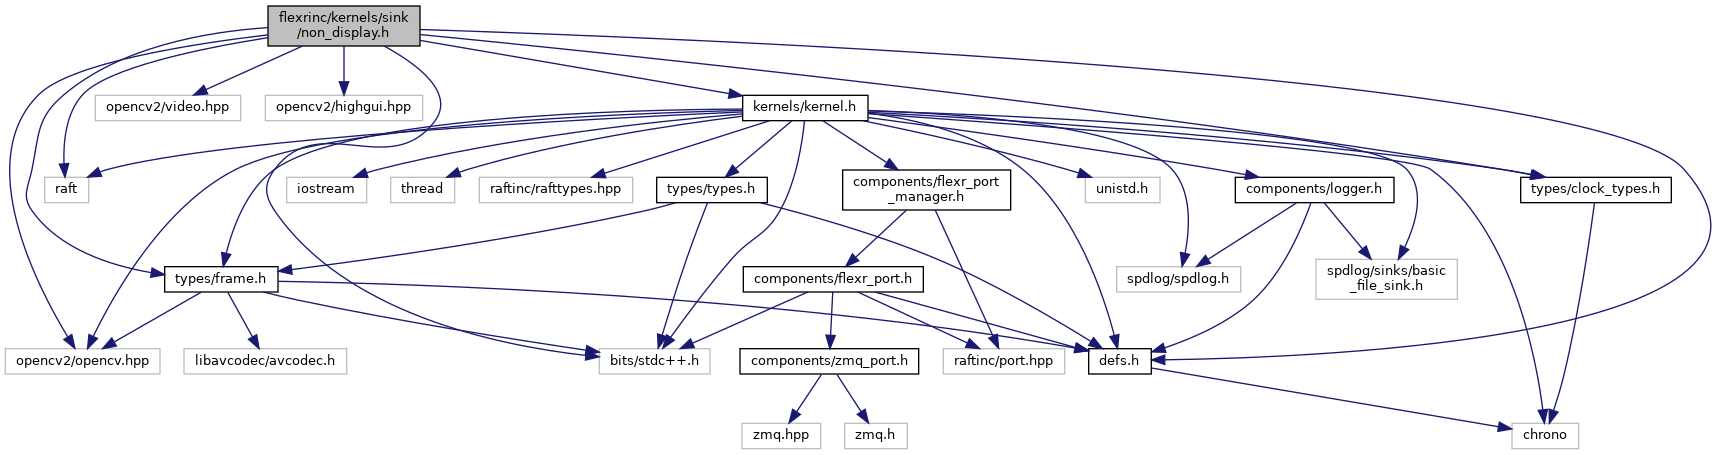 flexrinc/kernels/sink
/non_display.h
opencv2/video.hpp
opencv2/highgui.hpp
kernels/kernel.h
raft
iostream
thread
raftinc/rafttypes.hpp
types/types.h
components/flexr_port
_manager.h
unistd.h
components/logger.h
types/clock_types.h
types/frame.h
components/flexr_port.h
spdlog/spdlog.h
spdlog/sinks/basic
_file_sink.h
opencv2/opencv.hpp
libavcodec/avcodec.h
bits/stdc++.h
components/zmq_port.h
raftinc/port.hpp
defs.h
zmq.hpp
zmq.h
chrono